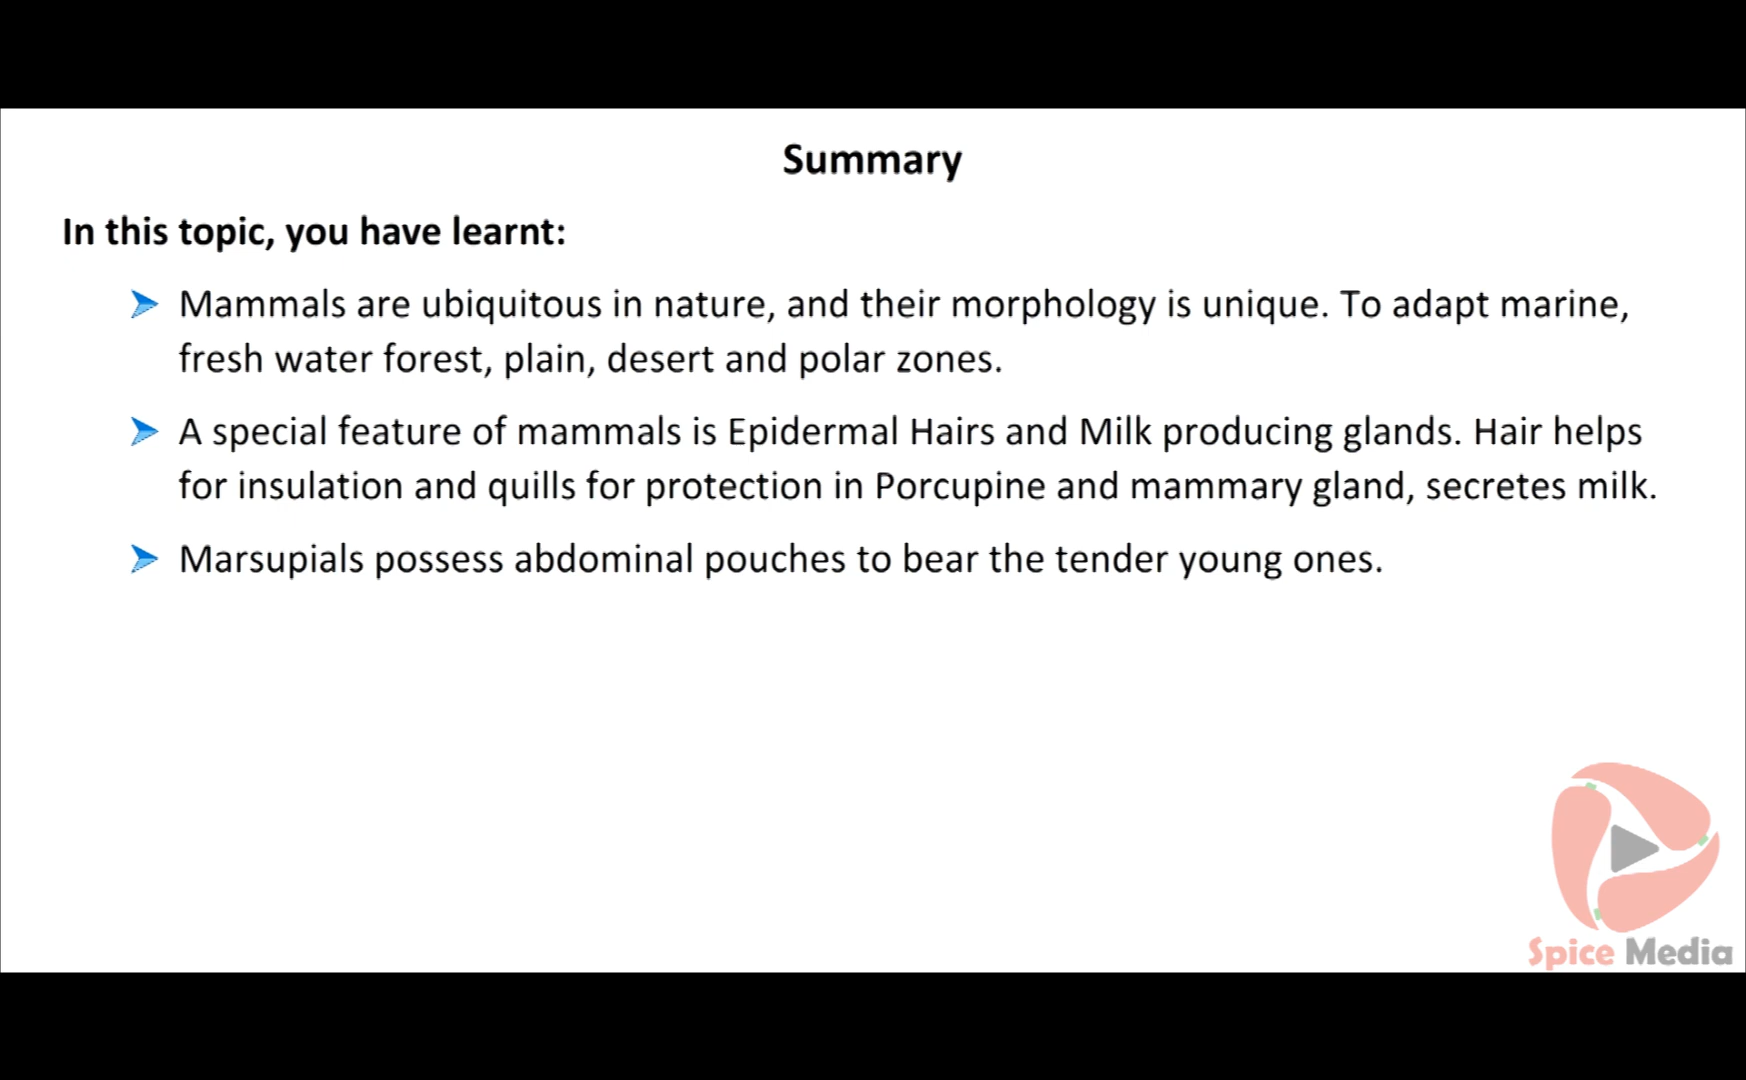 Summary
In this topic, you have learnt:
Mammals are ubiquitous in nature, and their morphology is unique. To adapt marine,
fresh water forest, plain, desert and polar zones.
A special feature of mammals is Epidermal Hairs and Milk producing glands. Hair helps
for insulation and quills for protection in Porcupine and mammary gland, secretes milk.
Marsupials possess abdominal pouches to bear the tender young ones.
Spice Media